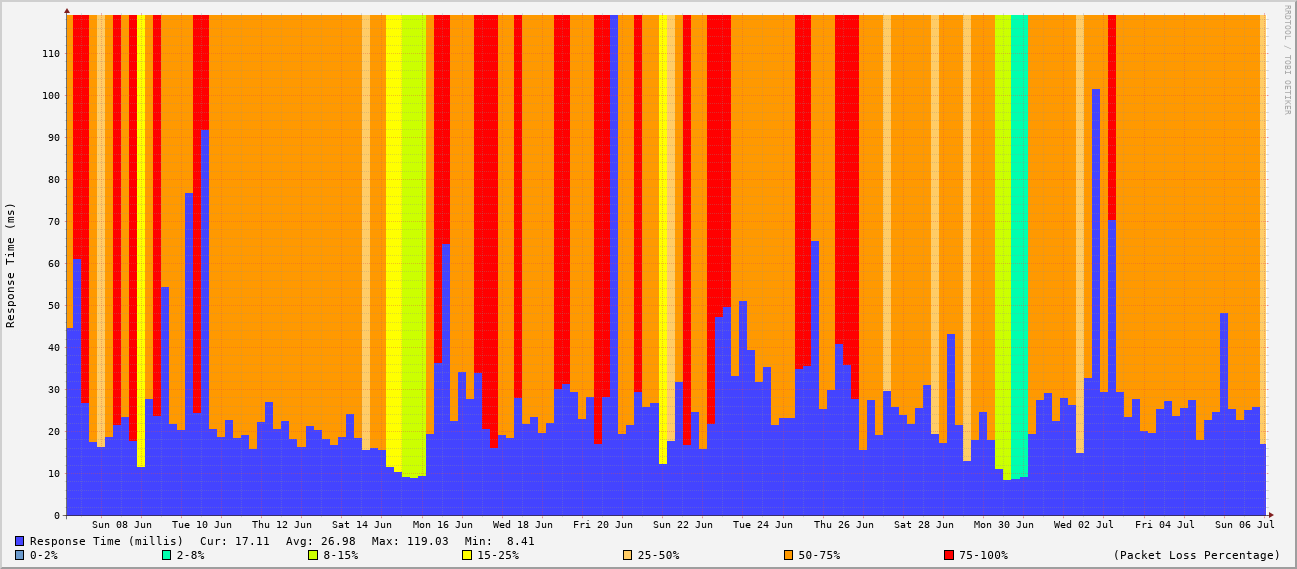 RRDTOOL / TOBI OETIKER
Response Time (ms)
110
100
90
80
70
60
50
40
30
20
10
0
Sun 08 Jun Tue 10 Jun Thu 12 Jun Sat 14 Jun Mon 16 Jun Wed 18 Jun Fri 20 Jun Sun 22 Jun Tue 24 Jun Thu 26 Jun Sat 28 Jun Mon 30 Jun Wed 02 Jul Fri 04 Jul Sun 06 Jul
Response Time (millis) Cur: 17.11 Avg: 26.98 Max: 119.03 Min: 8.41
0-2% 2-8% 8-15% 15-25% 25-50% 50-75% 75-100% (Packet Loss Percentage)